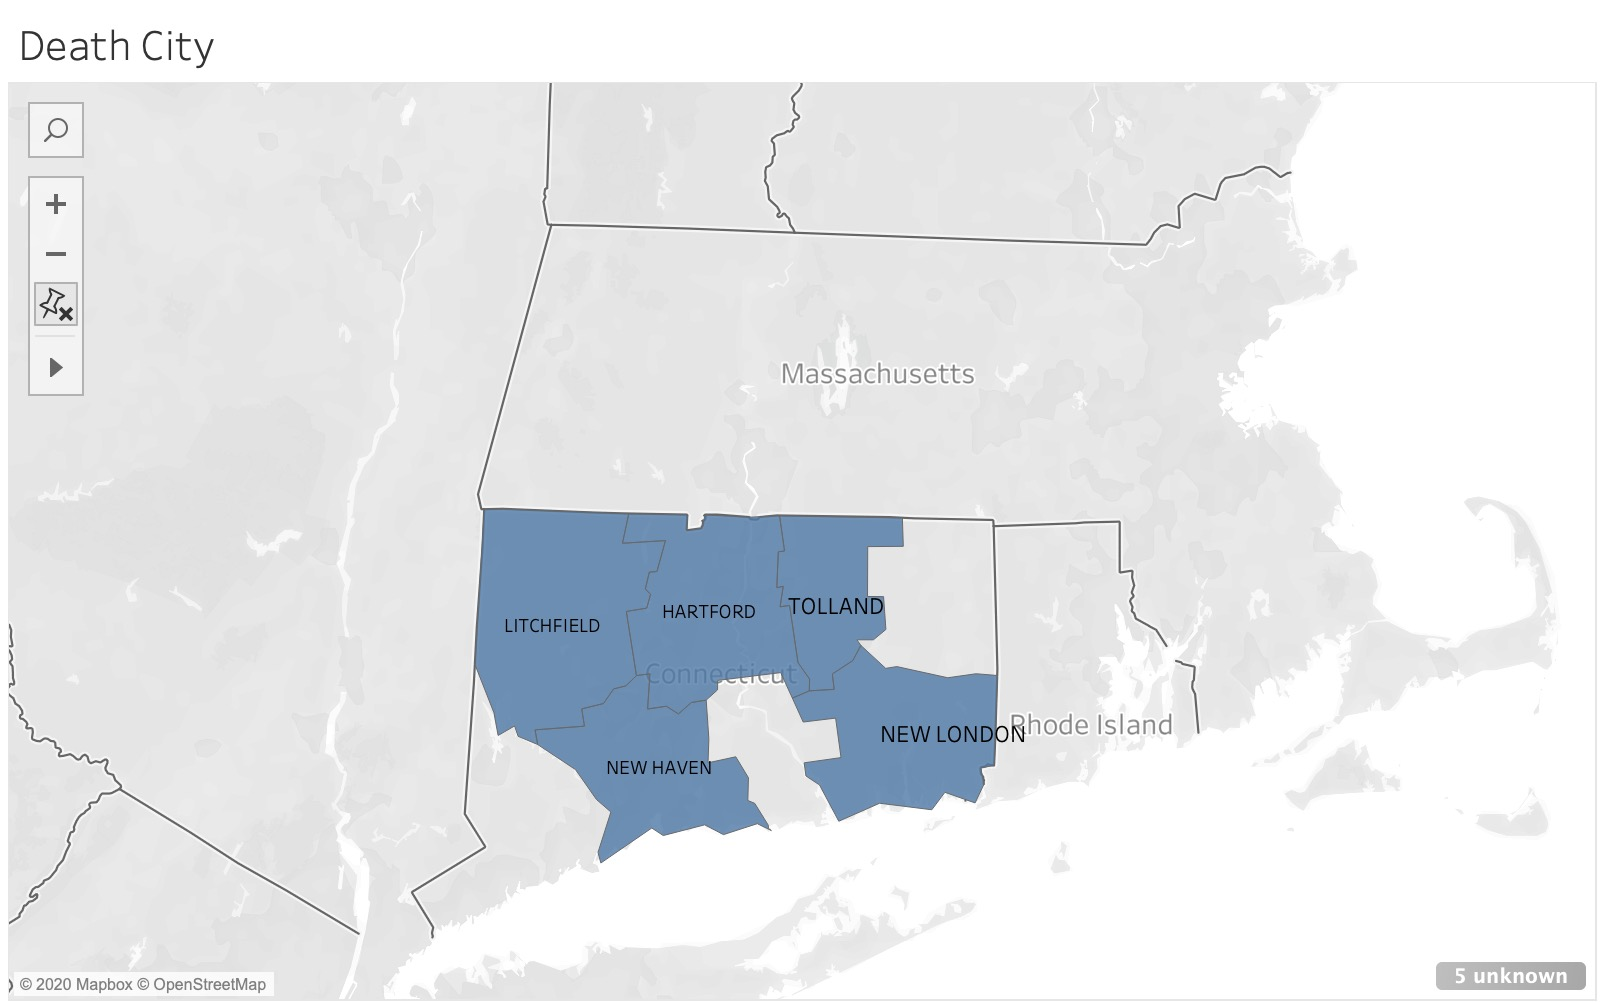 Death City
Massachusetts
LITCHFIELD
HARTFORD
TOLLAND
Connecticut
NEW LONDON
Rhode Island
NEW HAVEN
© 2020 Mapbox © OpenStreetMap
5 unknown